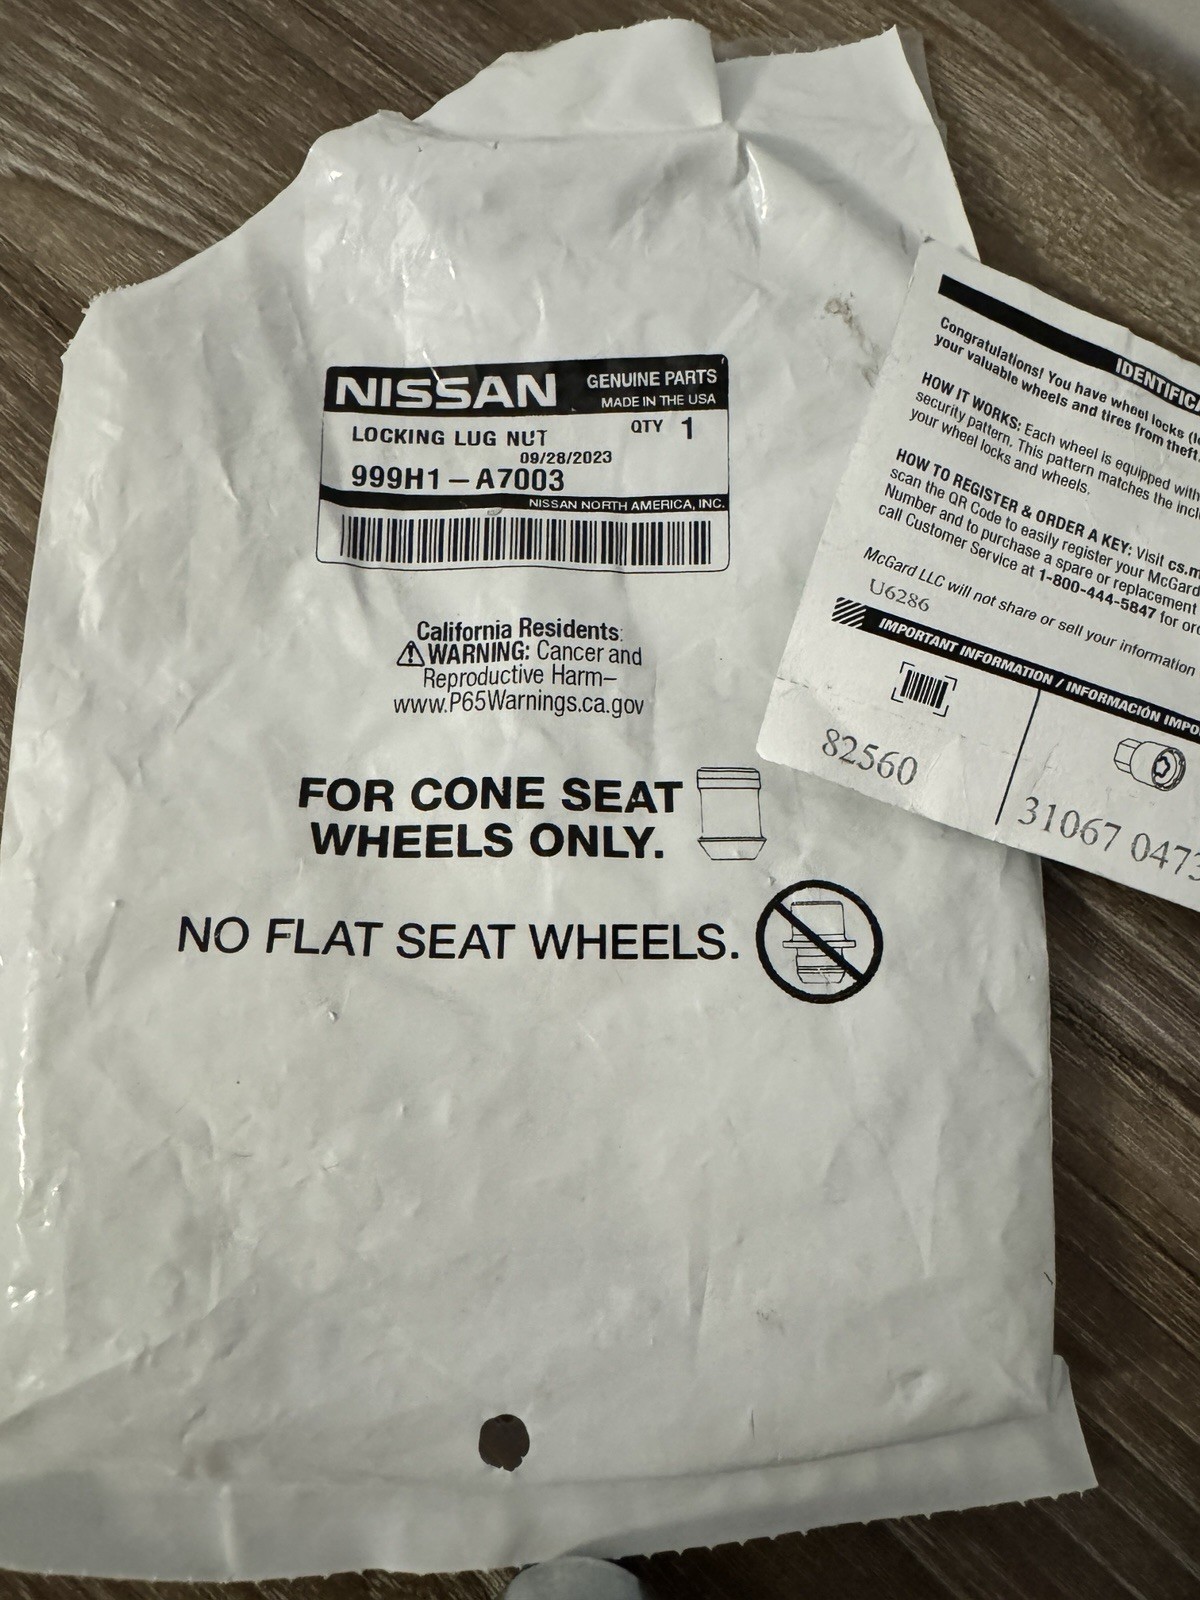 NISSAN
GENUINE PARTS
MADE IN THE USA
LOCKING LUG NUT
QTY 1
09/28/2023
999H1-A7003
NISSAN NORTH AMERICA, INC.
California Residents:
WARNING: Cancer and
Reproductive Harm–
www.P65Warnings.ca.gov
FOR CONE SEAT
WHEELS ONLY.
NO FLAT SEAT WHEELS.
Congratulations! You have wheel locks
your valuable wheels and tires from theft.
HOW IT WORKS: Each wheel is equipped with
security pattern. This pattern matches the
your wheel locks and wheels.
HOW TO REGISTER & ORDER A KEY: Visit
scan the QR Code to easily register your McGard
Number and to purchase a spare or replacement
call Customer Service at 1-800-444-5847 for
McGard LLC will not share or sell your information
U6286
IMPORTANT INFORMATION / INFORMACIÓN
82560
31067